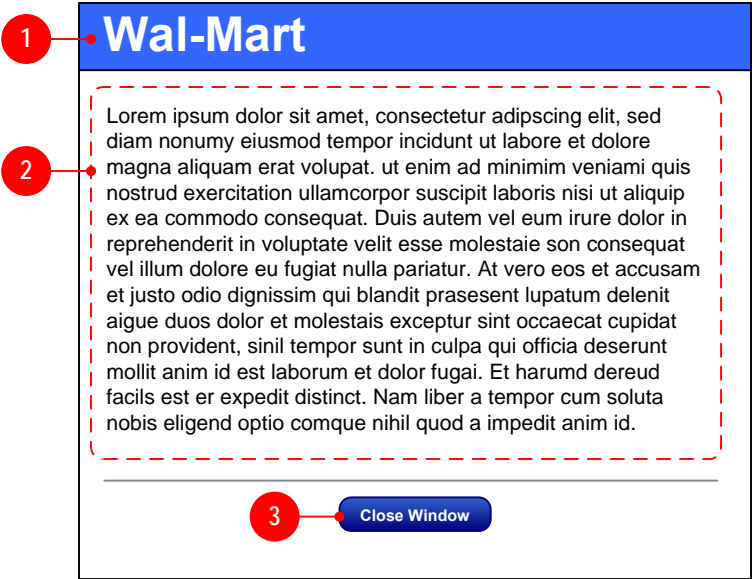 1
Wal-Mart
2
Lorem ipsum dolor sit amet, consectetur adipscing elit, sed
diam nonumy eiusmod tempor incidunt ut labore et dolore
magna aliquam erat volupat. ut enim ad minimim veniami quis
nostrud exercitation ullamcorpor suscipit laboris nisi ut aliquip
ex ea commodo consequat. Duis autem vel eum irure dolor in
reprehenderit in voluptate velit esse molestaie son consequat
vel illum dolore eu fugiat nulla pariatur. At vero eos et accusam
et justo odio dignissim qui blandit prasesent lupatum delenit
aigue duos dolor et molestais exceptur sint occaecat cupidat
non provident, sinil tempor sunt in culpa qui officia deserunt
mollit anim id est laborum et dolor fugai. Et harumd dereud
facils est er expedit distinct. Nam liber a tempor cum soluta
nobis eligend optio comque nihil quod a impedit anim id.
3
Close Window